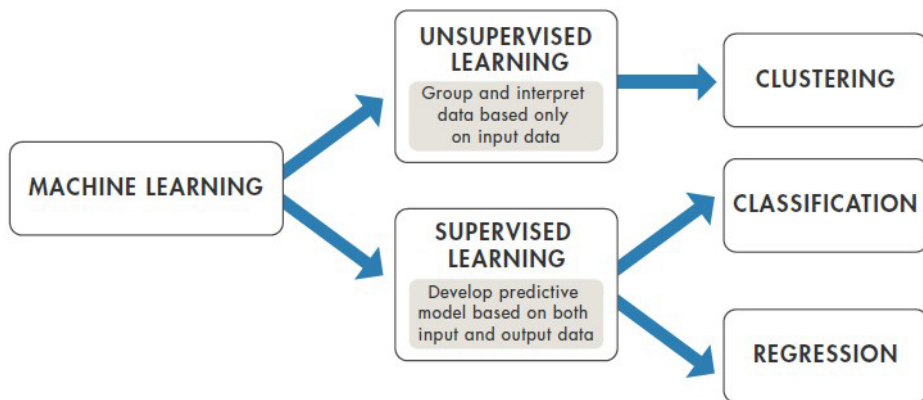 MACHINE LEARNING
UNSUPERVISED
LEARNING
Group and interpret
data based only
on input data
CLUSTERING
SUPERVISED
LEARNING
Develop predictive
model based on both
input and output data
CLASSIFICATION
REGRESSION